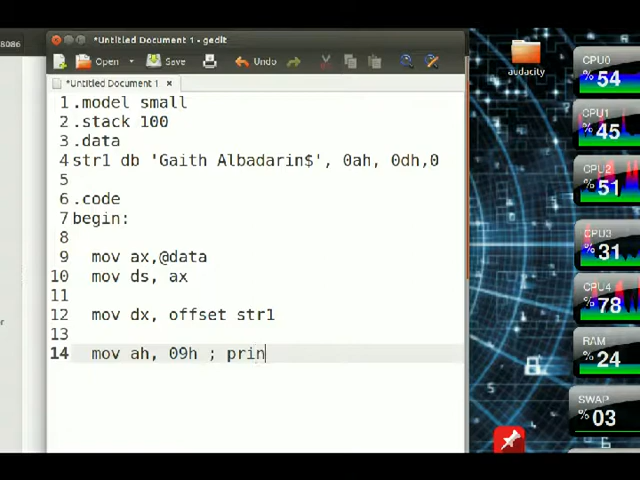 8086
*Untitled Document 1 - gedit
Open Save Undo
*Untitled Document 1 x
1 .model small
2 .stack 100
3 .data
4 str1 db 'Gaith Albadarin$', 0ah, 0dh,0
5
6 .code
7 begin:
8
9 mov ax,@data
10 mov ds, ax
11
12 mov dx, offset str1
13
14 mov ah, 09h ; prin
audacity
CPU0
% 54
CPU1
% 45
CPU2
% 51
CPU3
% 31
CPU4
% 78
RAM
% 24
SWAP
% 03